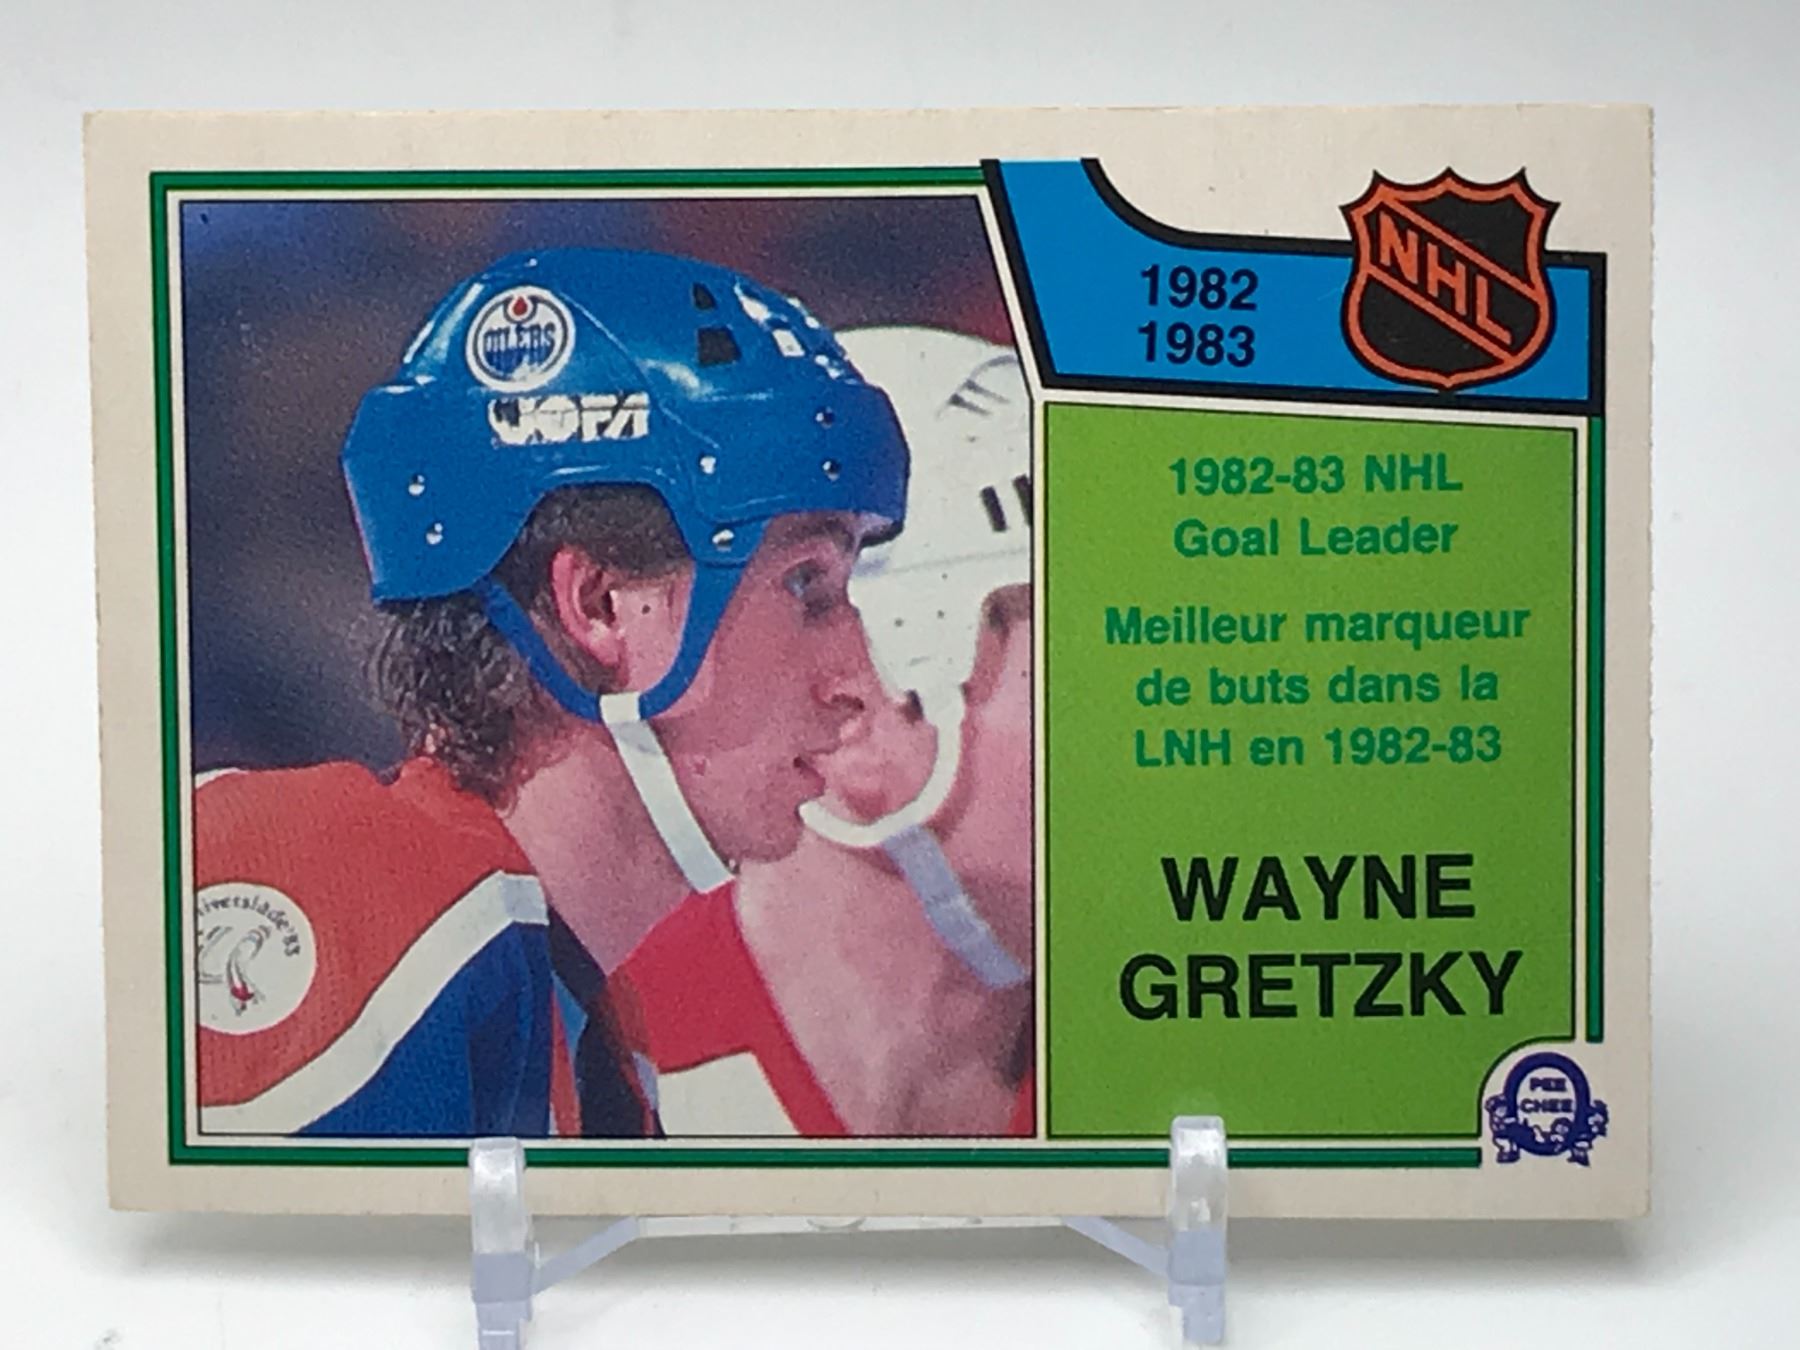 1982
1983
NHL
OILERS
JOFA
1982-83 NHL
Goal Leader
Meilleur marqueur
de buts dans la
LNH en 1982-83
WAYNE
GRETZKY
PEE
CHEE